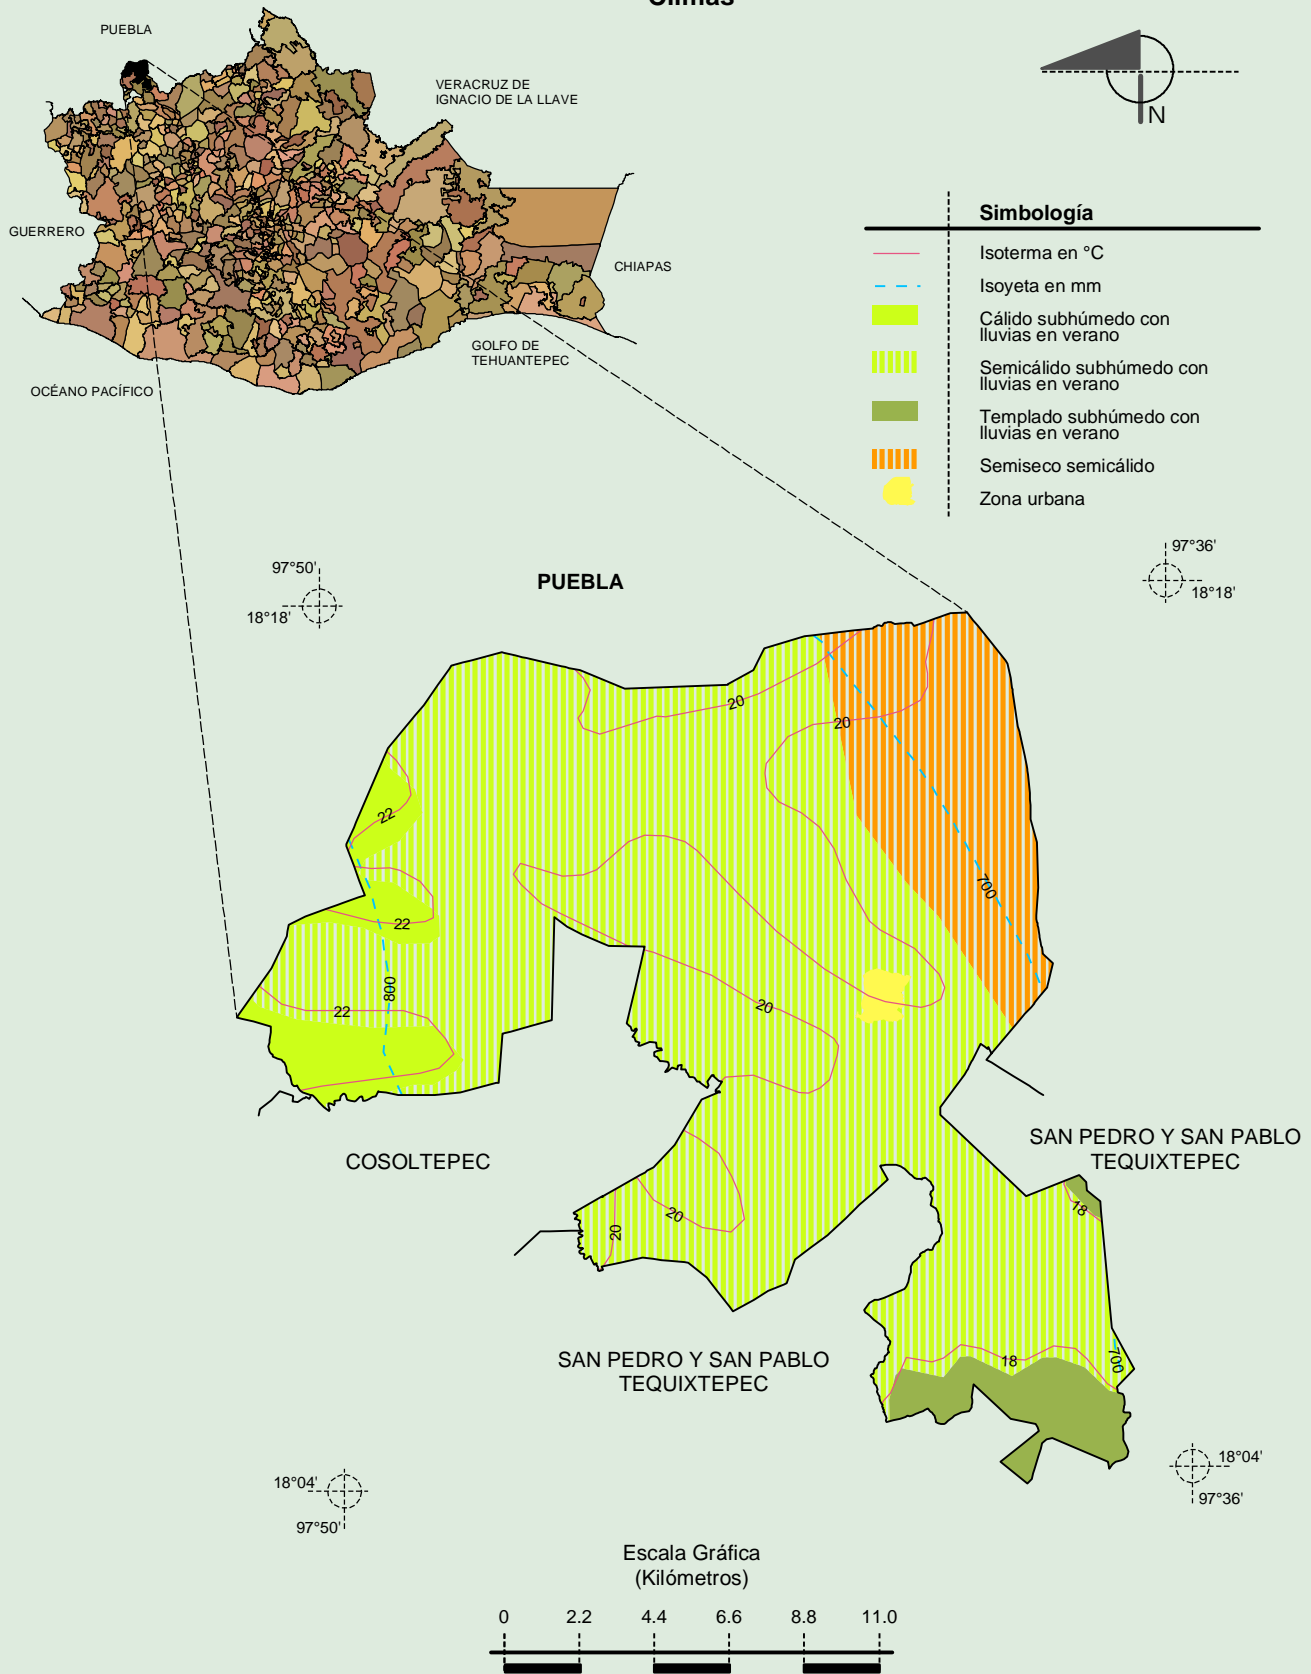 Climas
PUEBLA
VERACRUZ DE
IGNACIO DE LA LLAVE
GUERRERO
CHIAPAS
GOLFO DE
TEHUANTEPEC
OCÉANO PACÍFICO
N
Simbología
Isoterma en °C
Isoyeta en mm
Cálido subhúmedo con
lluvias en verano
Semicálido subhúmedo con
lluvias en verano
Templado subhúmedo con
lluvias en verano
Semiseco semicálido
Zona urbana
97°50'
18°18'
PUEBLA
97°36'
18°18'
20
20
22
700
22
800
22
20
COSOLTEPEC
SAN PEDRO Y SAN PABLO
TEQUIXTEPEC
18
20
20
18
700
SAN PEDRO Y SAN PABLO
TEQUIXTEPEC
18°04'
97°50'
18°04'
97°36'
Escala Gráfica
(Kilómetros)
0 2.2 4.4 6.6 8.8 11.0